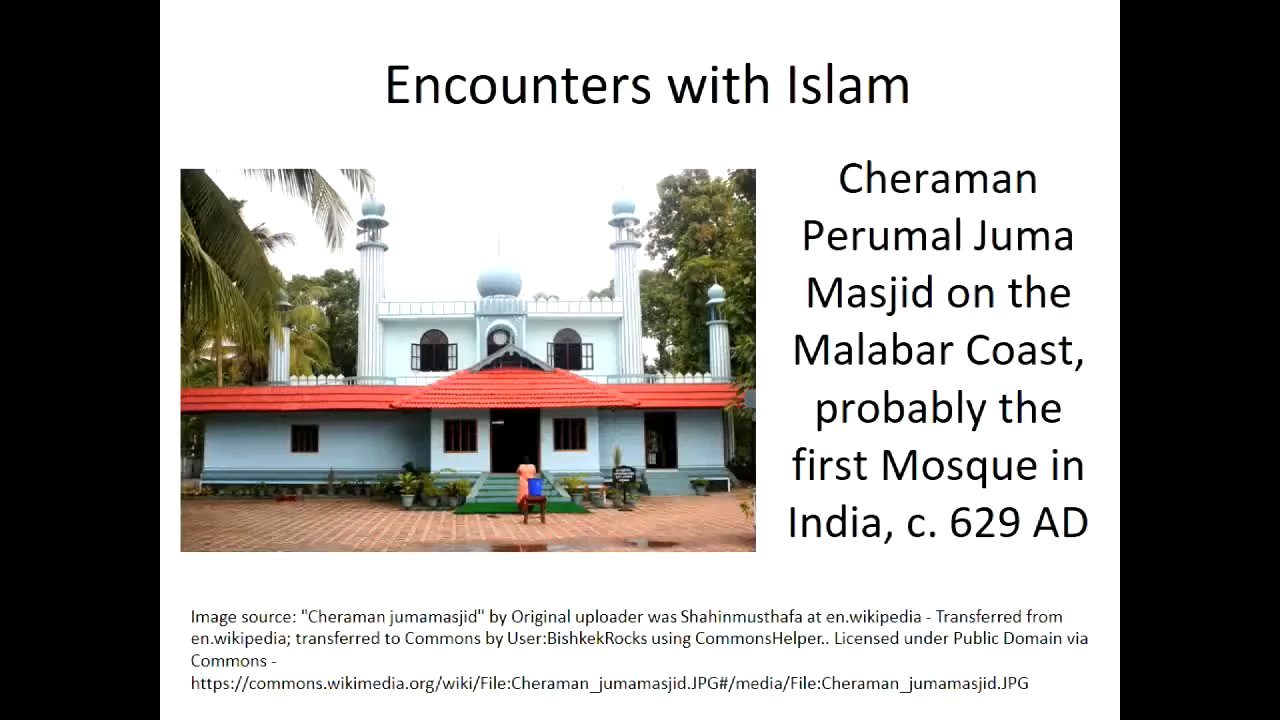 Encounters with Islam
Cheraman
Perumal Juma
Masjid on the
Malabar Coast,
probably the
first Mosque in
India, c. 629 AD
Image source: "Cheraman jumamasjid" by Original uploader was Shahinmusthafa at en.wikipedia - Transferred from
en.wikipedia; transferred to Commons by User:BishkekRocks using CommonsHelper.. Licensed under Public Domain via
Commons -
https://commons.wikimedia.org/wiki/File:Cheraman_jumamasjid.JPG#/media/File:Cheraman_jumamasjid.JPG